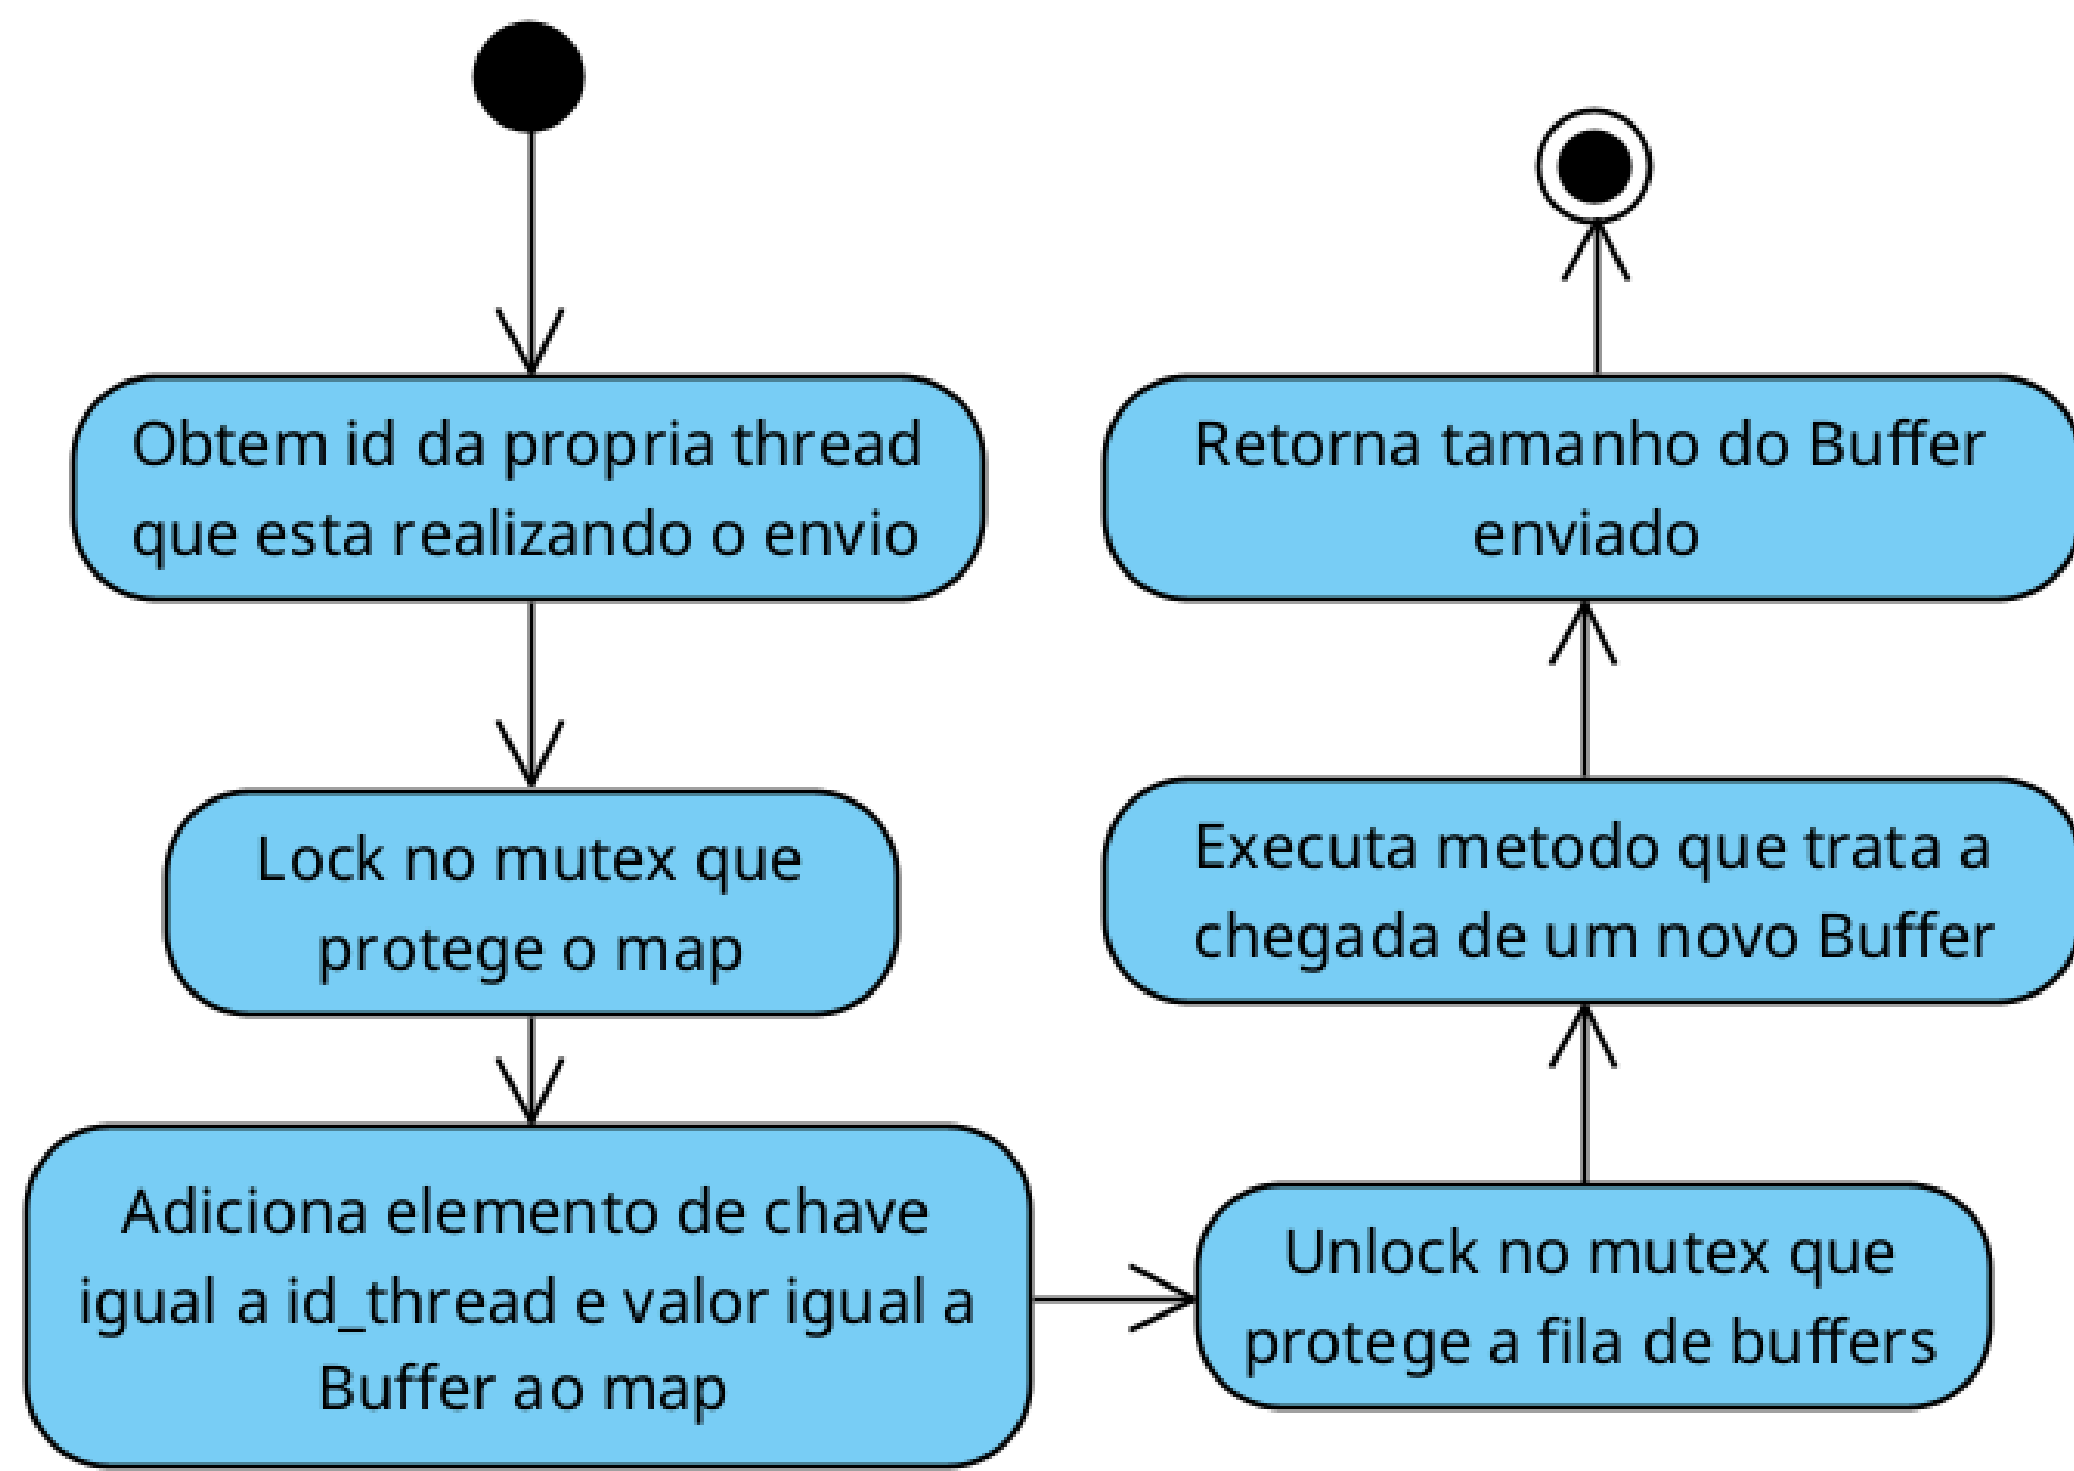 Obtem id da propria thread
que esta realizando o envio
Lock no mutex que
protege o map
Adiciona elemento de chave
igual a id_thread e valor igual a
Buffer ao map
Unlock no mutex que
protege a fila de buffers
Executa metodo que trata a
chegada de um novo Buffer
Retorna tamanho do Buffer
enviado